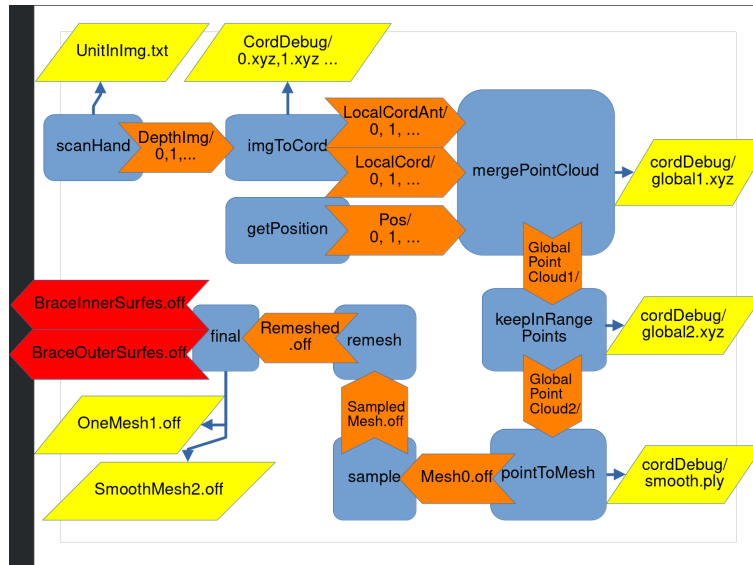 UnitInImg.txt
CordDebug/
0.xyz,1.xyz ...
scanHand
DepthImg/
0,1,...
imgToCord
LocalCordAnt/
0, 1, ...
LocalCord/
0, 1, ...
mergePointCloud
cordDebug/
global1.xyz
getPosition
Pos/
0, 1, ...
Global
Point
Cloud1/
BraceInnerSurfes.off
BraceOuterSurfes.off
final
Remeshed
.off
remesh
keepInRange
Points
cordDebug/
global2.xyz
Global
Point
Cloud2/
Sampled
Mesh.off
OneMesh1.off
SmoothMesh2.off
sample
Mesh0.off
pointToMesh
cordDebug/
smooth.ply